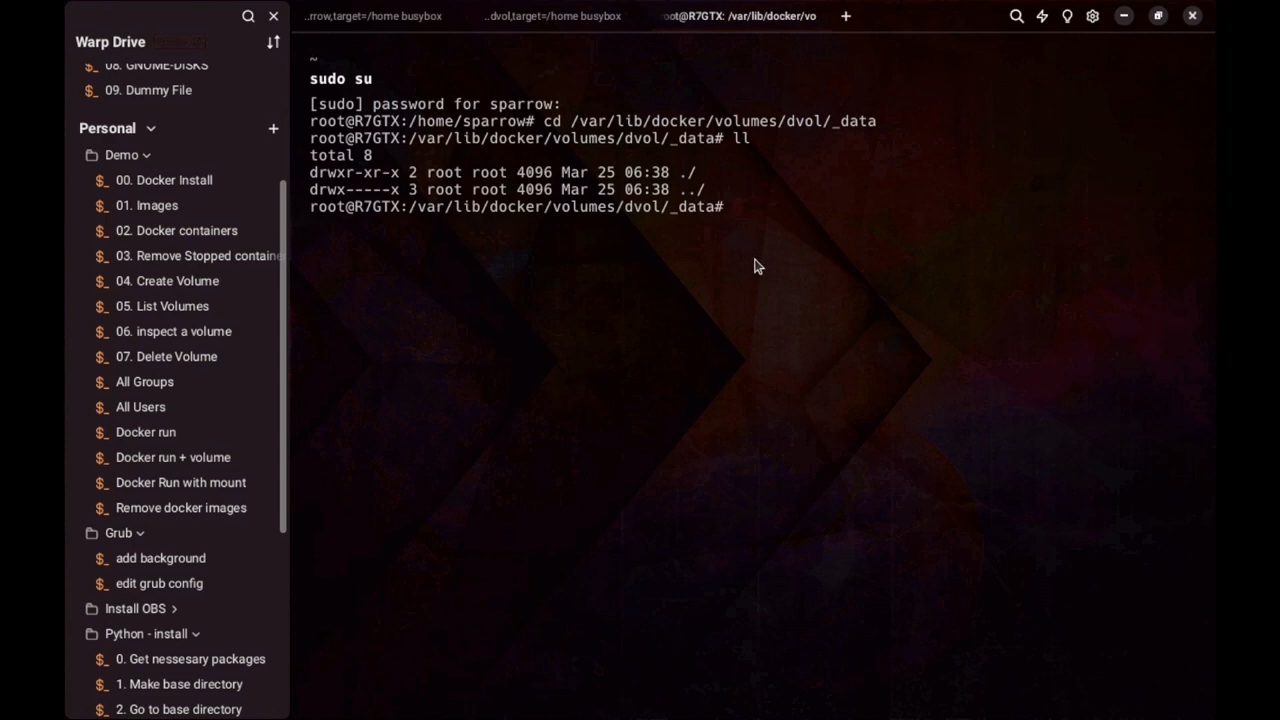 ..rrow,target=/home busybox
..dvol,target=/home busybox
oot@R7GTX: /var/lib/docker/vo
Warp Drive
$_ 08. GNOME-DISKS
$_ 09. Dummy File
Personal
Demo
$_ 00. Docker Install
$_ 01. Images
$_ 02. Docker containers
$_ 03. Remove Stopped containe
$_ 04. Create Volume
$_ 05. List Volumes
$_ 06. inspect a volume
$_ 07. Delete Volume
$_ All Groups
$_ All Users
$_ Docker run
$_ Docker run + volume
$_ Docker Run with mount
$_ Remove docker images
Grub
$_ add background
$_ edit grub config
Install OBS
Python - install
$_ 0. Get nessesary packages
$_ 1. Make base directory
$_ 2. Go to base directory
~
sudo su
[sudo] password for sparrow:
root@R7GTX:/home/sparrow# cd /var/lib/docker/volumes/dvol/_data
root@R7GTX:/var/lib/docker/volumes/dvol/_data# ll
total 8
drwxr-xr-x 2 root root 4096 Mar 25 06:38 ./
drwx-----x 3 root root 4096 Mar 25 06:38 ../
root@R7GTX:/var/lib/docker/volumes/dvol/_data#